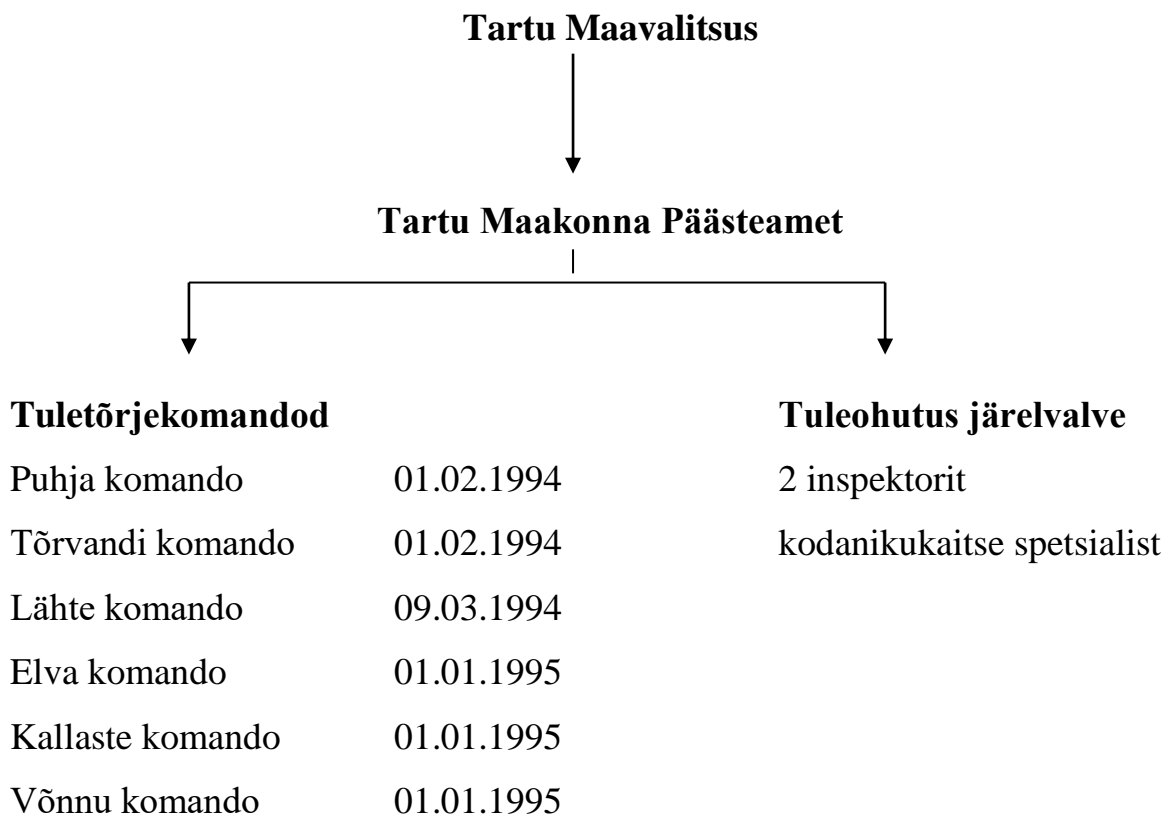 Tartu Maavalitsus
Tartu Maakonna Päästeamet
Tuletõrjekomandod
Puhja komando 01.02.1994
Tõrvandi komando 01.02.1994
Lähte komando 09.03.1994
Elva komando 01.01.1995
Kallaste komando 01.01.1995
Võnnu komando 01.01.1995
Tuleohutus järelvalve
2 inspektorit
kodanikukaitse spetsialist